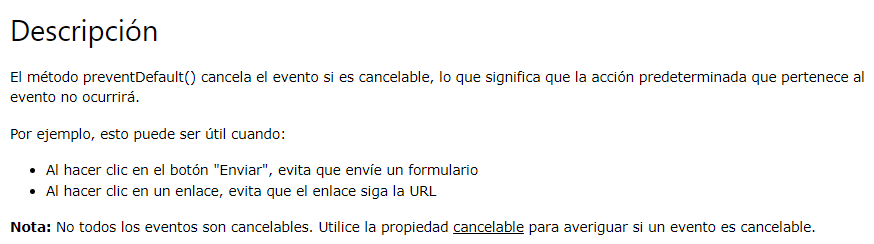 Descripción
El método preventDefault() cancela el evento si es cancelable, lo que significa que la acción predeterminada que pertenece al
evento no ocurrirá.
Por ejemplo, esto puede ser útil cuando:
• Al hacer clic en el botón "Enviar", evita que envíe un formulario
• Al hacer clic en un enlace, evita que el enlace siga la URL
Nota: No todos los eventos son cancelables. Utilice la propiedad cancelable para averiguar si un evento es cancelable.